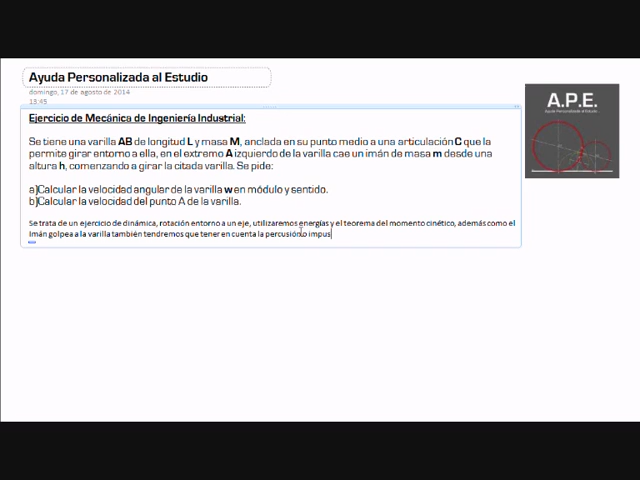 Ayuda Personalizada al Estudio
domingo, 17 de agosto de 2014
13:45
Ejercicio de Mecánica de Ingeniería Industrial:
Se tiene una varilla AB de longitud L y masa M, anclada en su punto medio a una articulación C que la
permite girar entorno a ella, en el extremo A izquierdo de la varilla cae un imán de masa m desde una
altura h, comenzando a girar la citada varilla. Se pide:
a)Calcular la velocidad angular de la varilla w en módulo y sentido.
b)Calcular la velocidad del punto A de la varilla.
Se trata de un ejercicio de dinámica, rotación entorno a un eje, utilizaremos energías y el teorema del momento cinético, además como el
Imán golpea a la varilla también tendremos que tener en cuenta la percusión o impus
A.P.E.
Ayuda Personalizada al Estudio